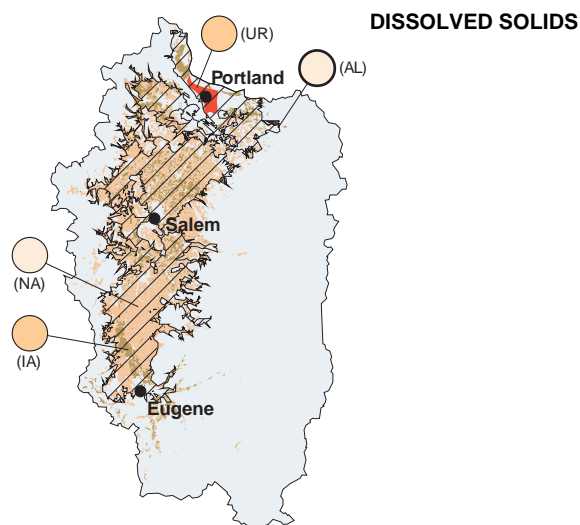 DISSOLVED SOLIDS
(UR)
Portland
(AL)
Salem
(NA)
(IA)
Eugene